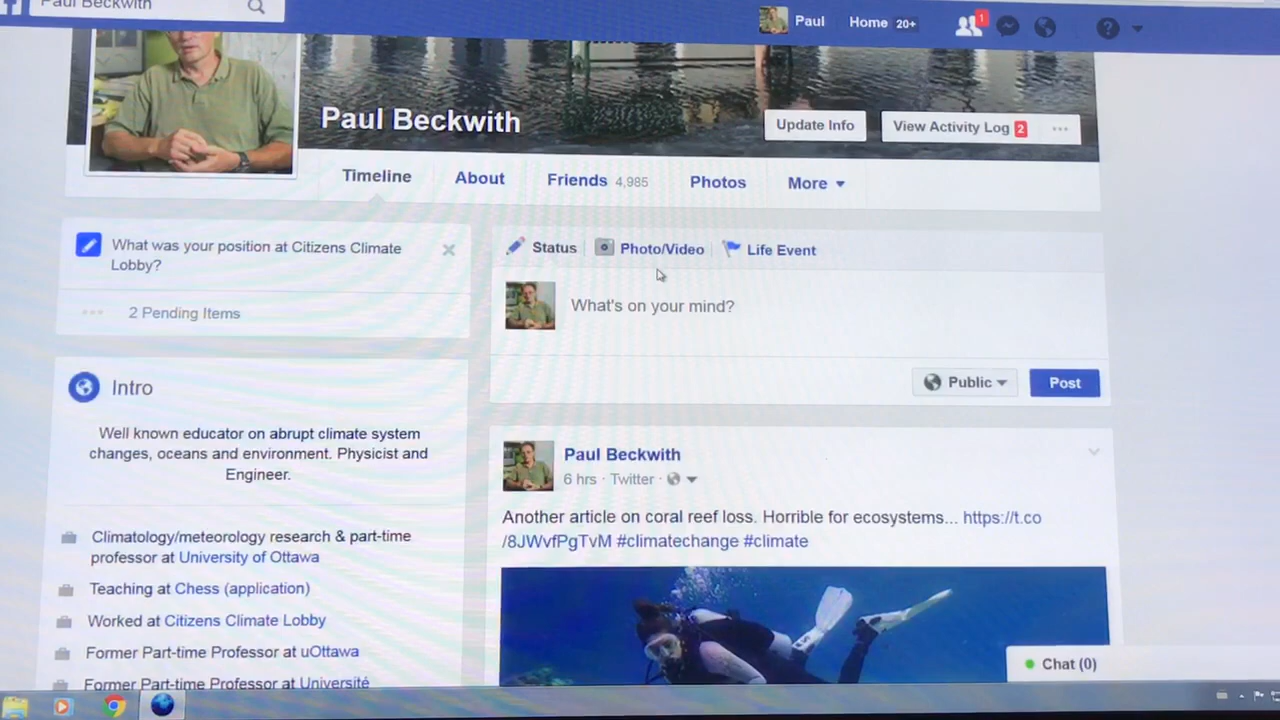 Paul Beckwith
Paul Home 20+ 1
Paul Beckwith
Update Info View Activity Log 2
Timeline About Friends 4,985 Photos More
What was your position at Citizens Climate
Lobby?
2 Pending Items
Status Photo/Video Life Event
What's on your mind?
Public Post
Intro
Well known educator on abrupt climate system
changes, oceans and environment. Physicist and
Engineer.
Climatology/meteorology research & part-time
professor at University of Ottawa
Teaching at Chess (application)
Worked at Citizens Climate Lobby
Former Part-time Professor at uOttawa
Former Part-time Professor at Université
Paul Beckwith
6 hrs · Twitter ·
Another article on coral reef loss. Horrible for ecosystems... https://t.co
/8JWvfPgTvM #climatechange #climate
Chat (0)